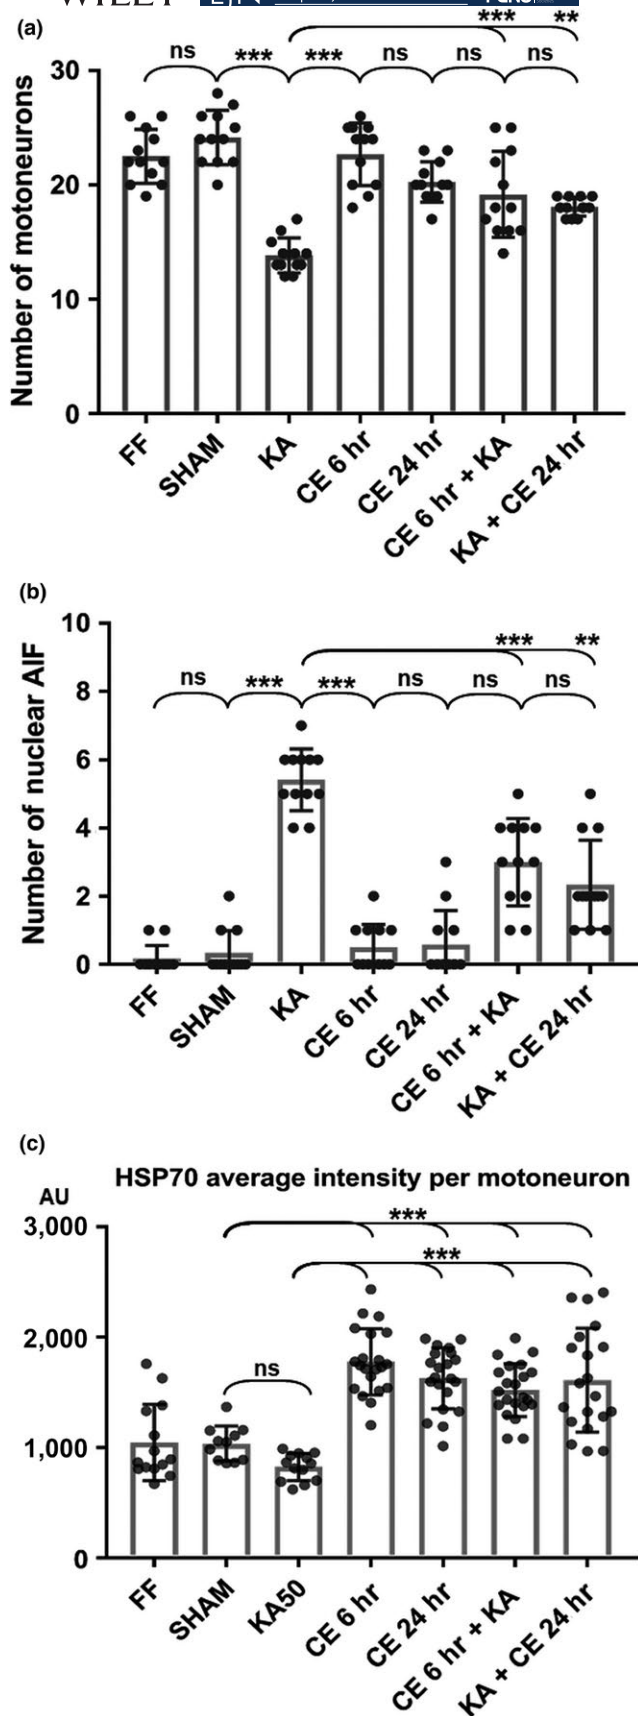 WILEY
(a)
*** **
ns *** *** ns ns ns
Number of motoneurons
30
20
10
0
FF
SHAM
KA
CE 6 hr
CE 24 hr
CE 6 hr + KA
KA + CE 24 hr
(b)
*** **
ns *** *** ns ns ns
Number of nuclear AIF
10
8
6
4
2
0
FF
SHAM
KA
CE 6 hr
CE 24 hr
CE 6 hr + KA
KA + CE 24 hr
(c)
HSP70 average intensity per motoneuron
AU
***
***
ns
3,000
2,000
1,000
0
FF
SHAM
KA50
CE 6 hr
CE 24 hr
CE 6 hr + KA
KA + CE 24 hr